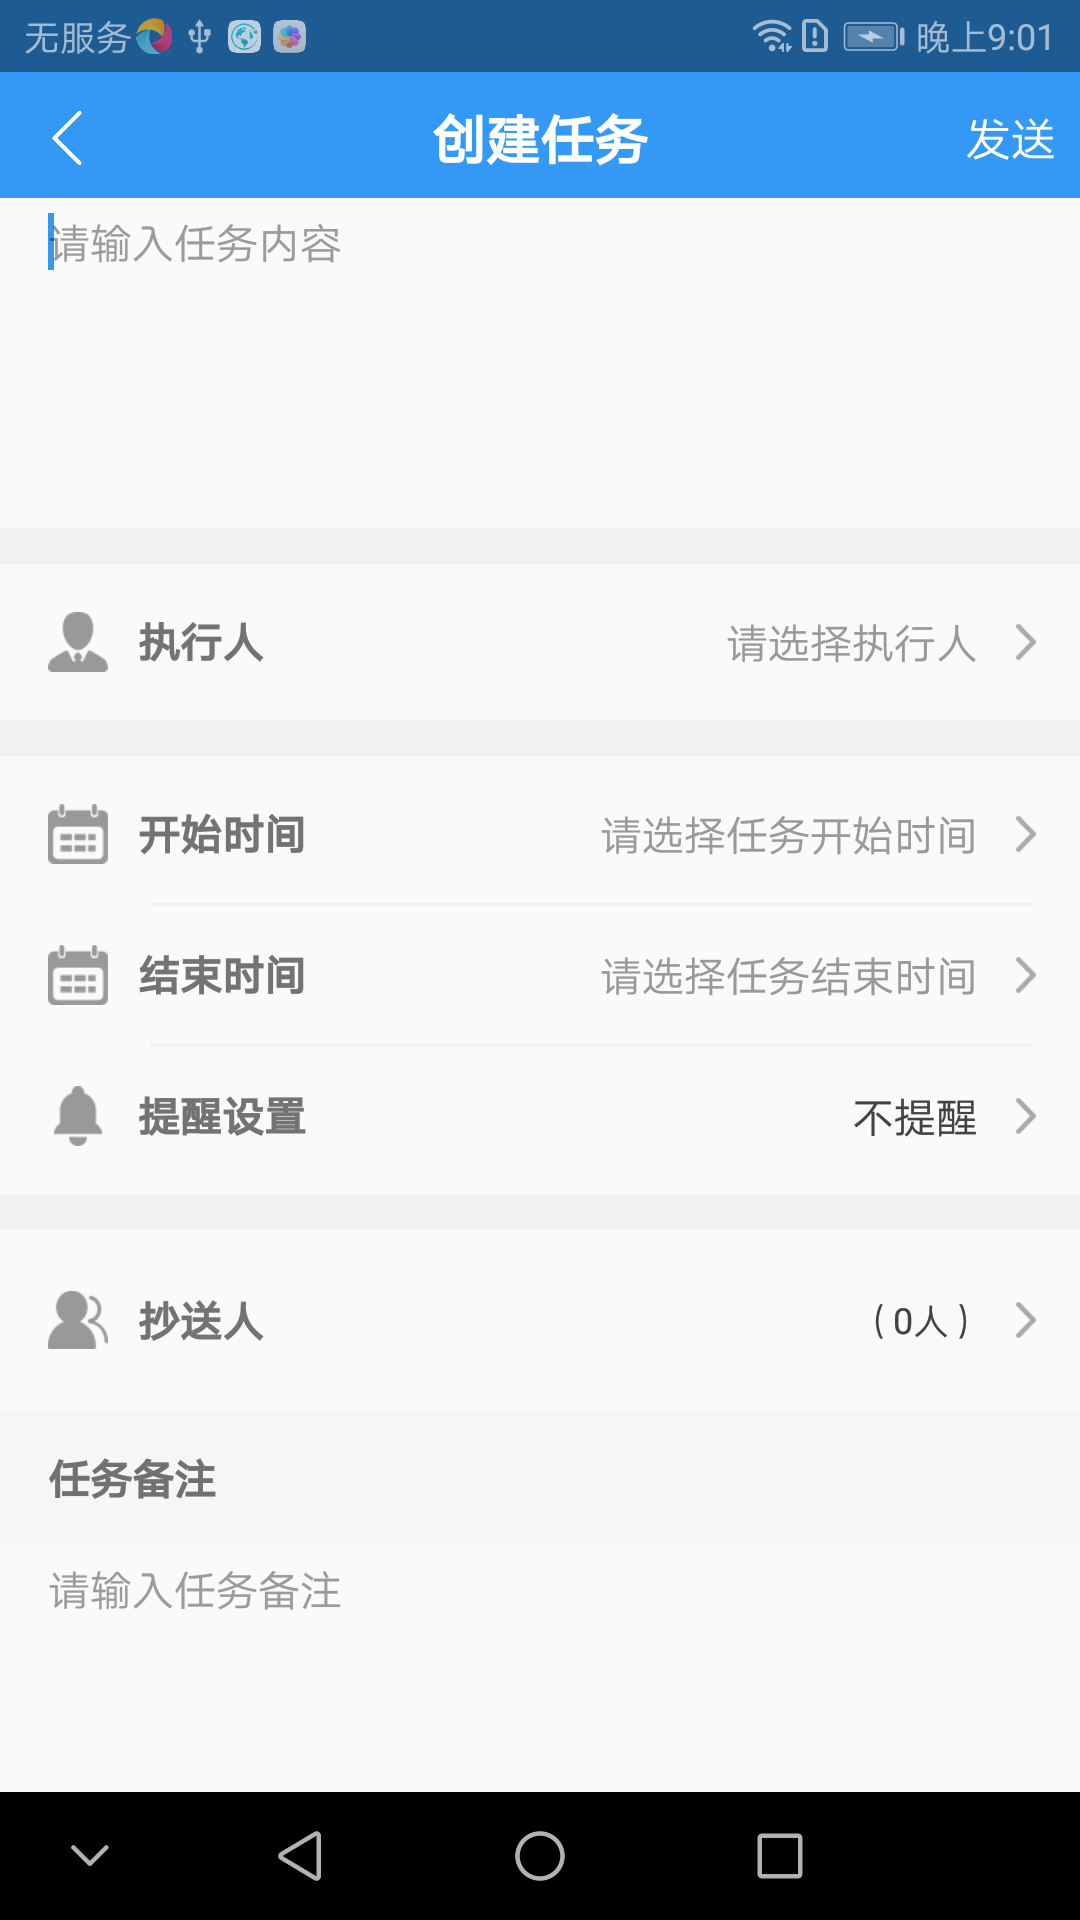 无服务 晚上9:01
创建任务 发送
请输入任务内容
执行人 请选择执行人
开始时间 请选择任务开始时间
结束时间 请选择任务结束时间
提醒设置 不提醒
抄送人 （0人）
任务备注
请输入任务备注